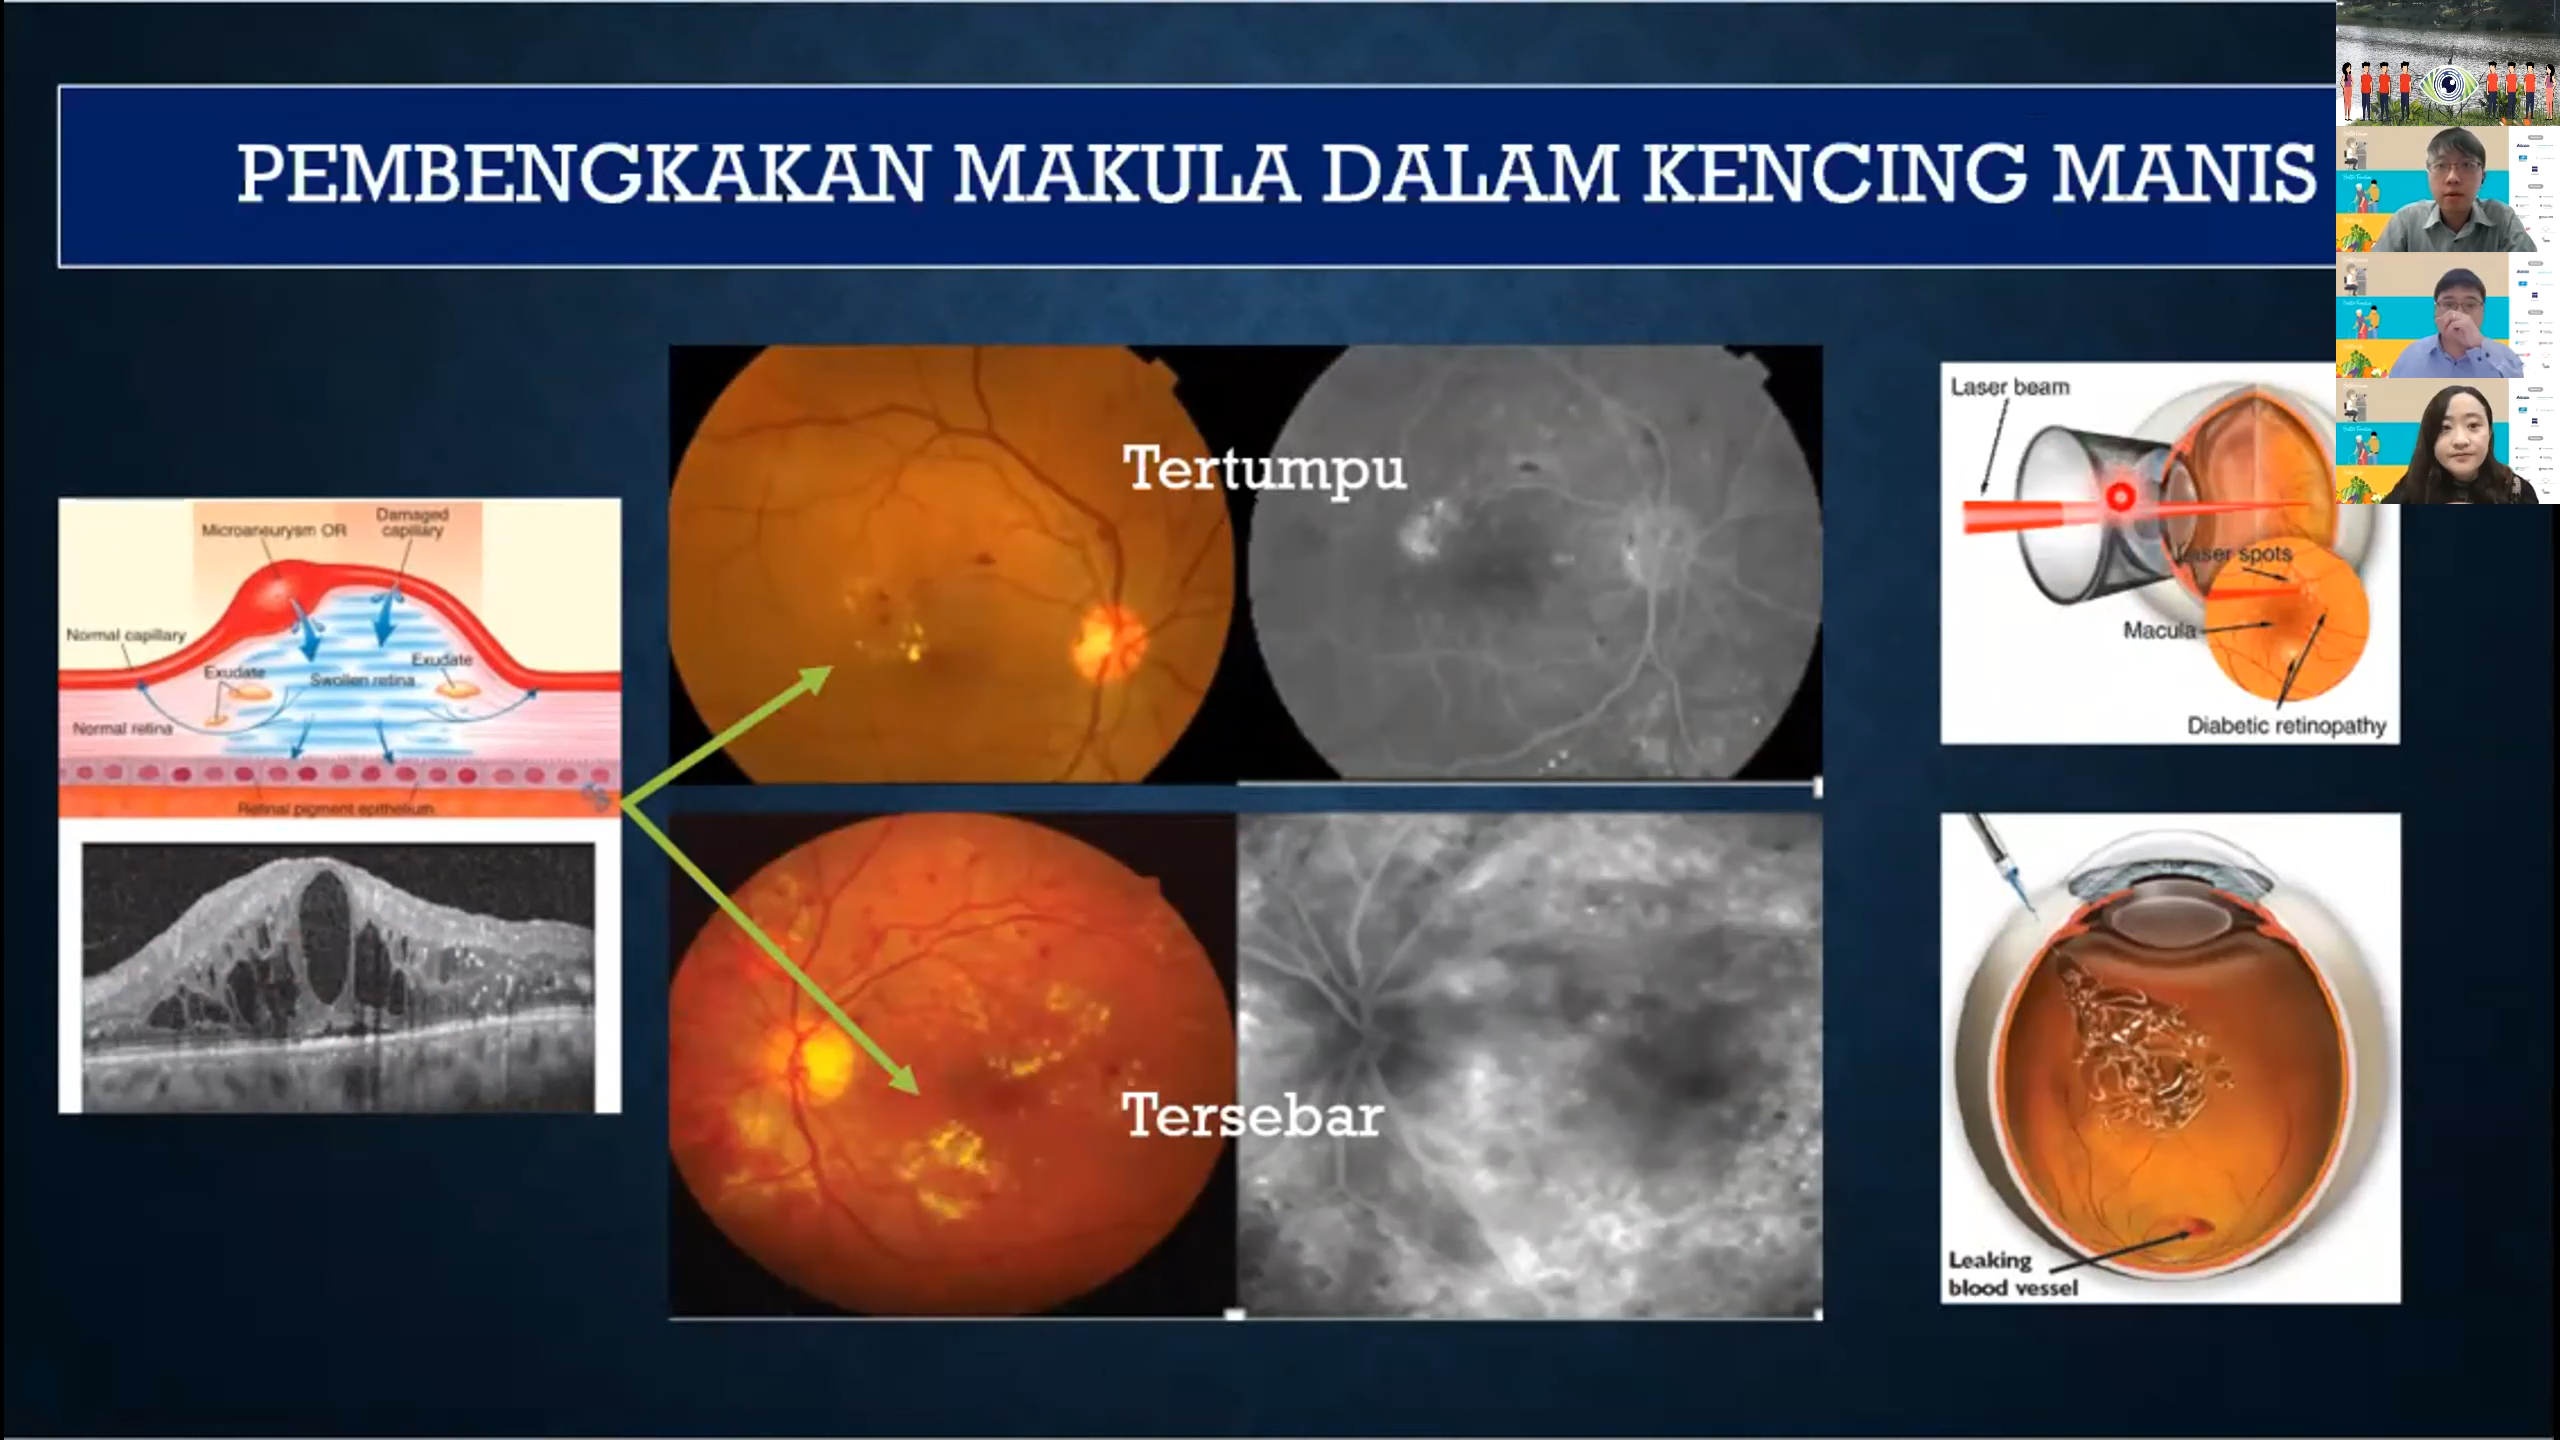 PEMBENGKAKAN MAKULA DALAM KENCING MANIS
Microaneurysm OR
Damaged
capillary
Normal capillary
Exudate
Exudate
Swollen retina
Normal retina
Retinal pigment epithelium
Tertumpu
Tersebar
Laser beam
Laser spots
Macula
Diabetic retinopathy
Leaking
blood vessel